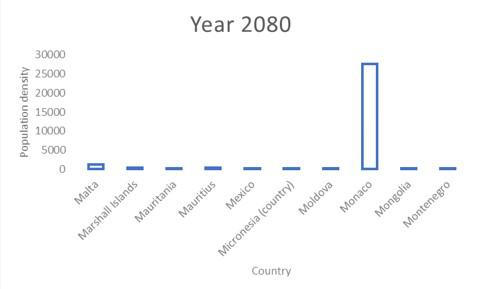 Year 2080
Population density
30000
25000
20000
15000
10000
5000
0
Malta
Marshall Islands
Mauritania
Mauritius
Mexico
Micronesia (country)
Moldova
Monaco
Mongolia
Montenegro
Country